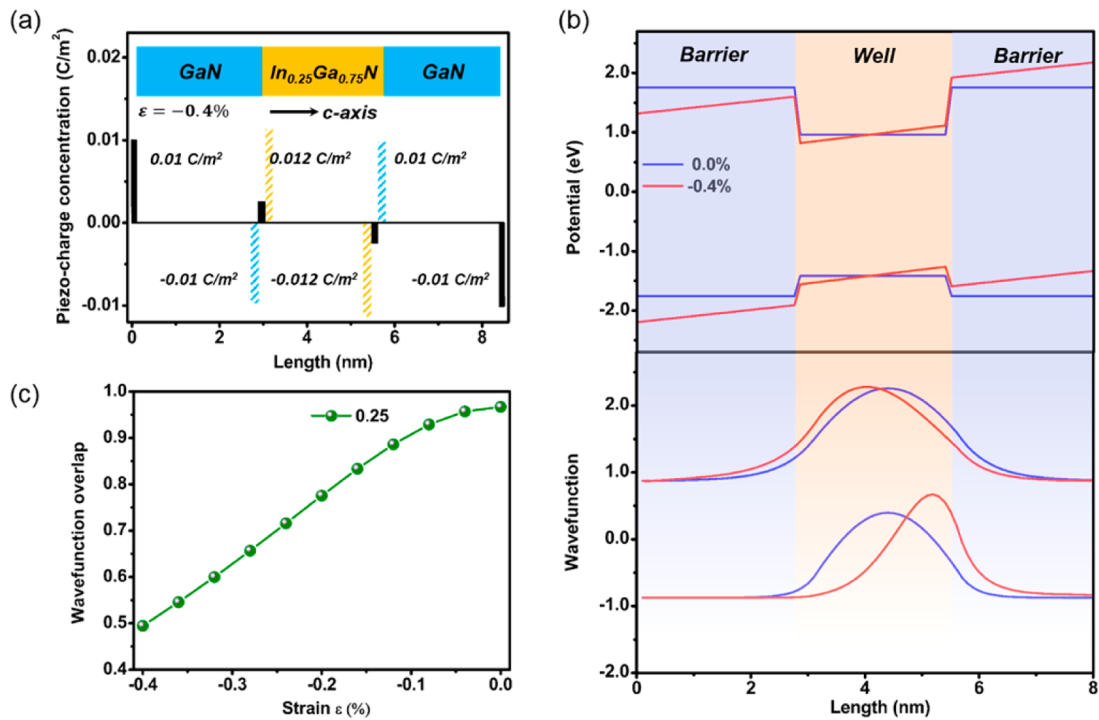 (a)
Piezo-charge concentration (C/m²)
0.02
0.01
0.00
-0.01
GaN
In₀.₂₅Ga₀.₇₅N
GaN
ε = −0.4%
c-axis
0.01 C/m²
0.012 C/m²
0.01 C/m²
-0.01 C/m²
-0.012 C/m²
-0.01 C/m²
0
2
4
6
8
Length (nm)
(b)
Potential (eV)
2.0
1.0
0.0
-1.0
-2.0
Barrier
Well
Barrier
0.0%
-0.4%
Wavefunction
2.0
1.0
0.0
-1.0
-2.0
0
2
4
6
8
Length (nm)
(c)
Wavefunction overlap
1.0
0.9
0.8
0.7
0.6
0.5
0.4
0.25
-0.4
-0.3
-0.2
-0.1
0.0
Strain ε (%)